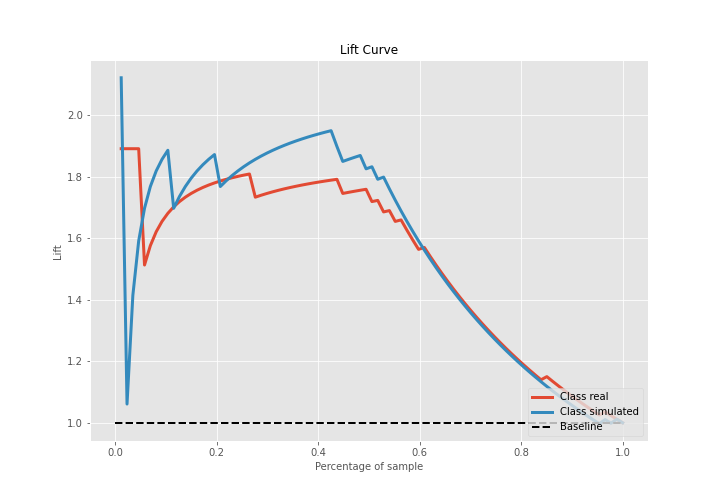 Lift Curve
Lift
2.0
1.8
1.6
1.4
1.2
1.0
0.0
0.2
0.4
0.6
0.8
1.0
Percentage of sample
Class real
Class simulated
Baseline